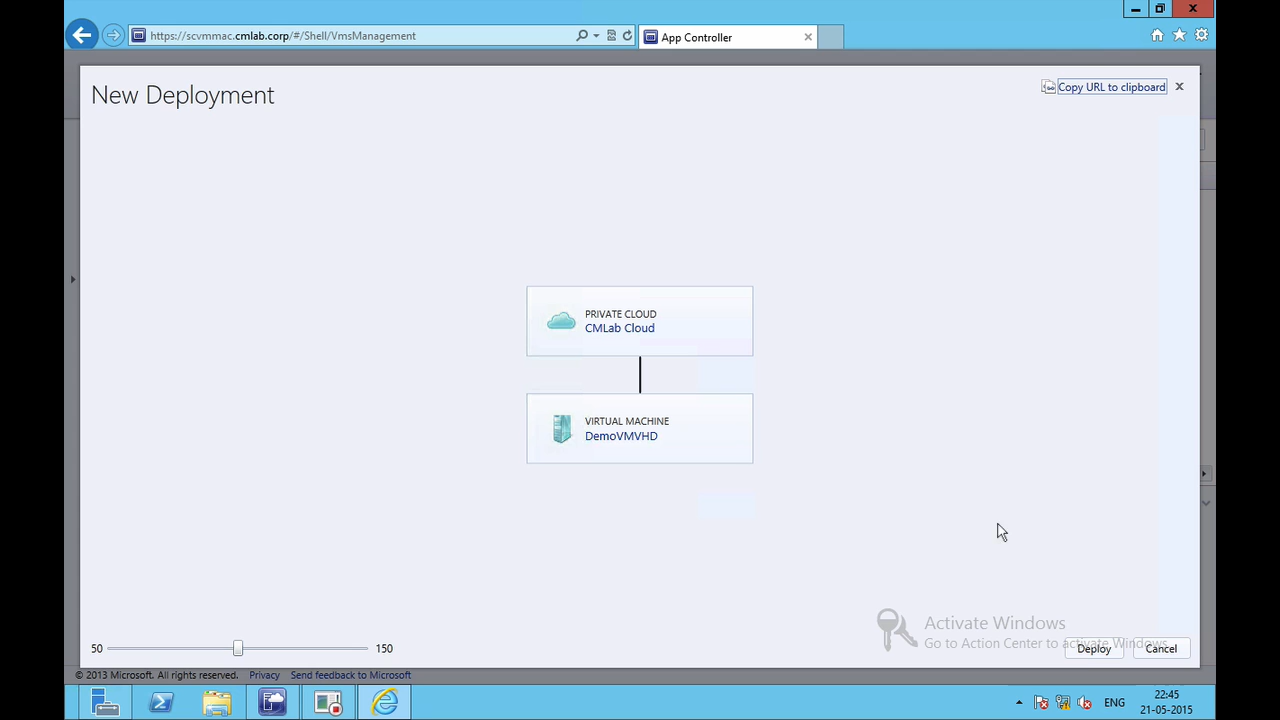 https://scvmmac.cmlab.corp/#/Shell/VmsManagement
App Controller
New Deployment
Copy URL to clipboard
PRIVATE CLOUD
CMLab Cloud
VIRTUAL MACHINE
DemoVMVHD
Activate Windows
Go to Action Center to activate Windows.
50
150
Deploy
Cancel
© 2013 Microsoft. All rights reserved. Privacy Send feedback to Microsoft
ENG
22:45
21-05-2015